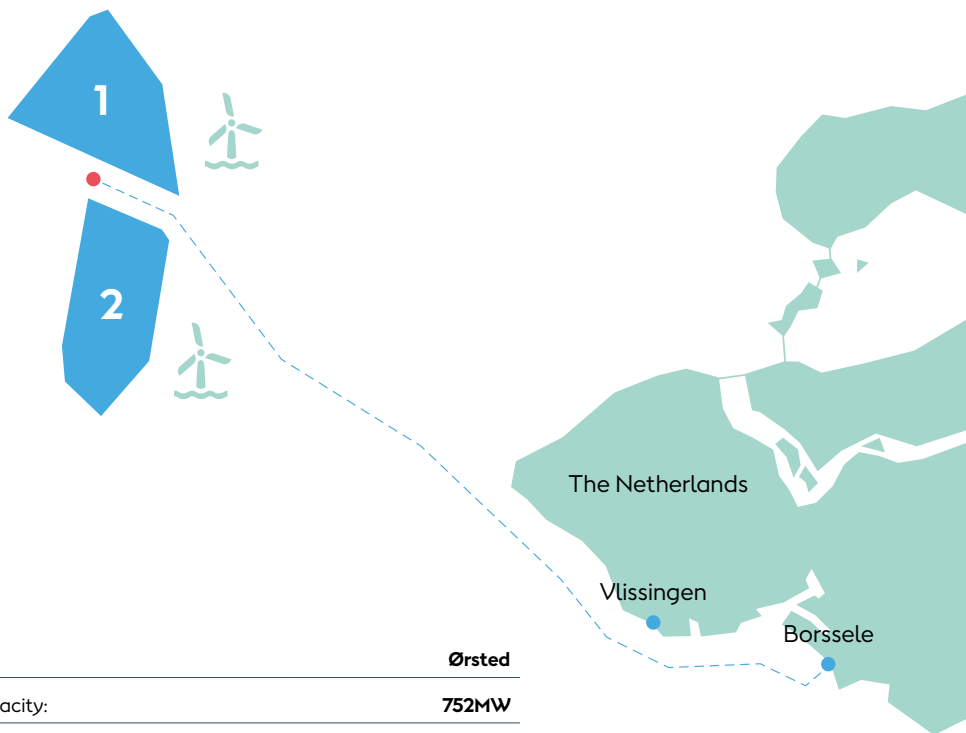 1
2
The Netherlands
Vlissingen
Borssele
Ørsted
acity: 752MW